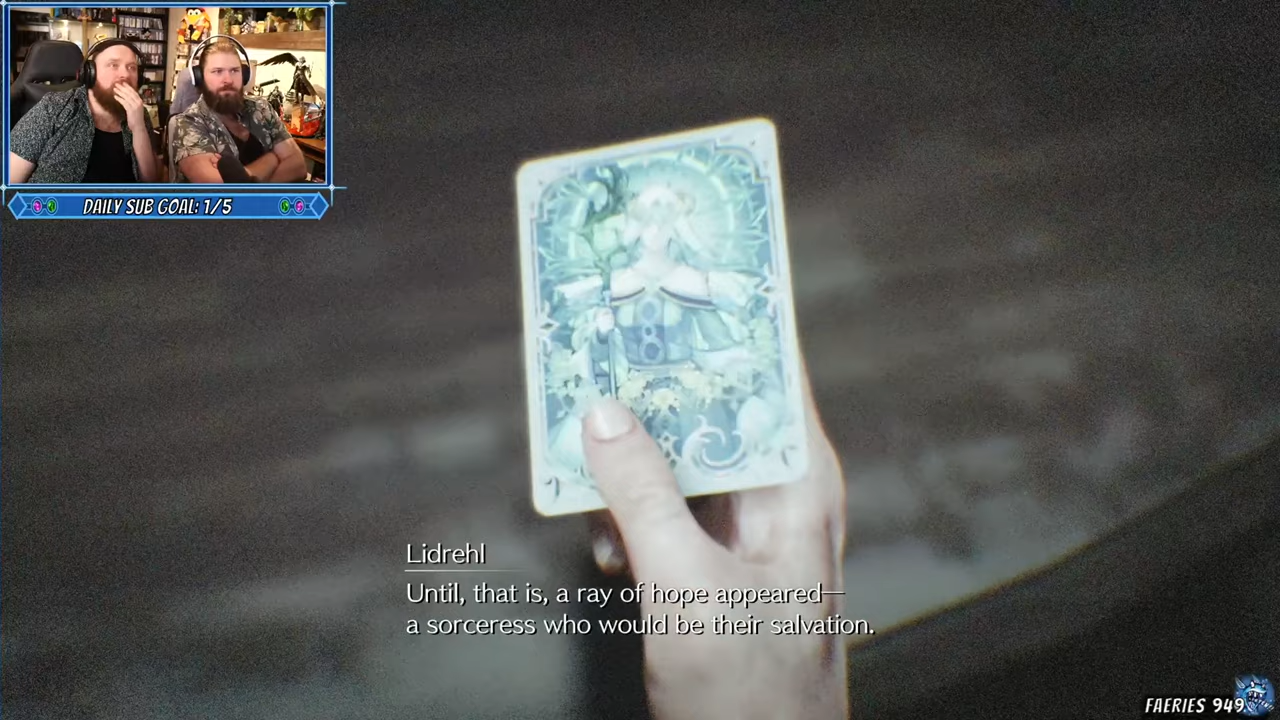 DAILY SUB GOAL: 1/5
8
Lidrehl
Until, that is, a ray of hope appeared—
a sorceress who would be their salvation.
FAERIES 949